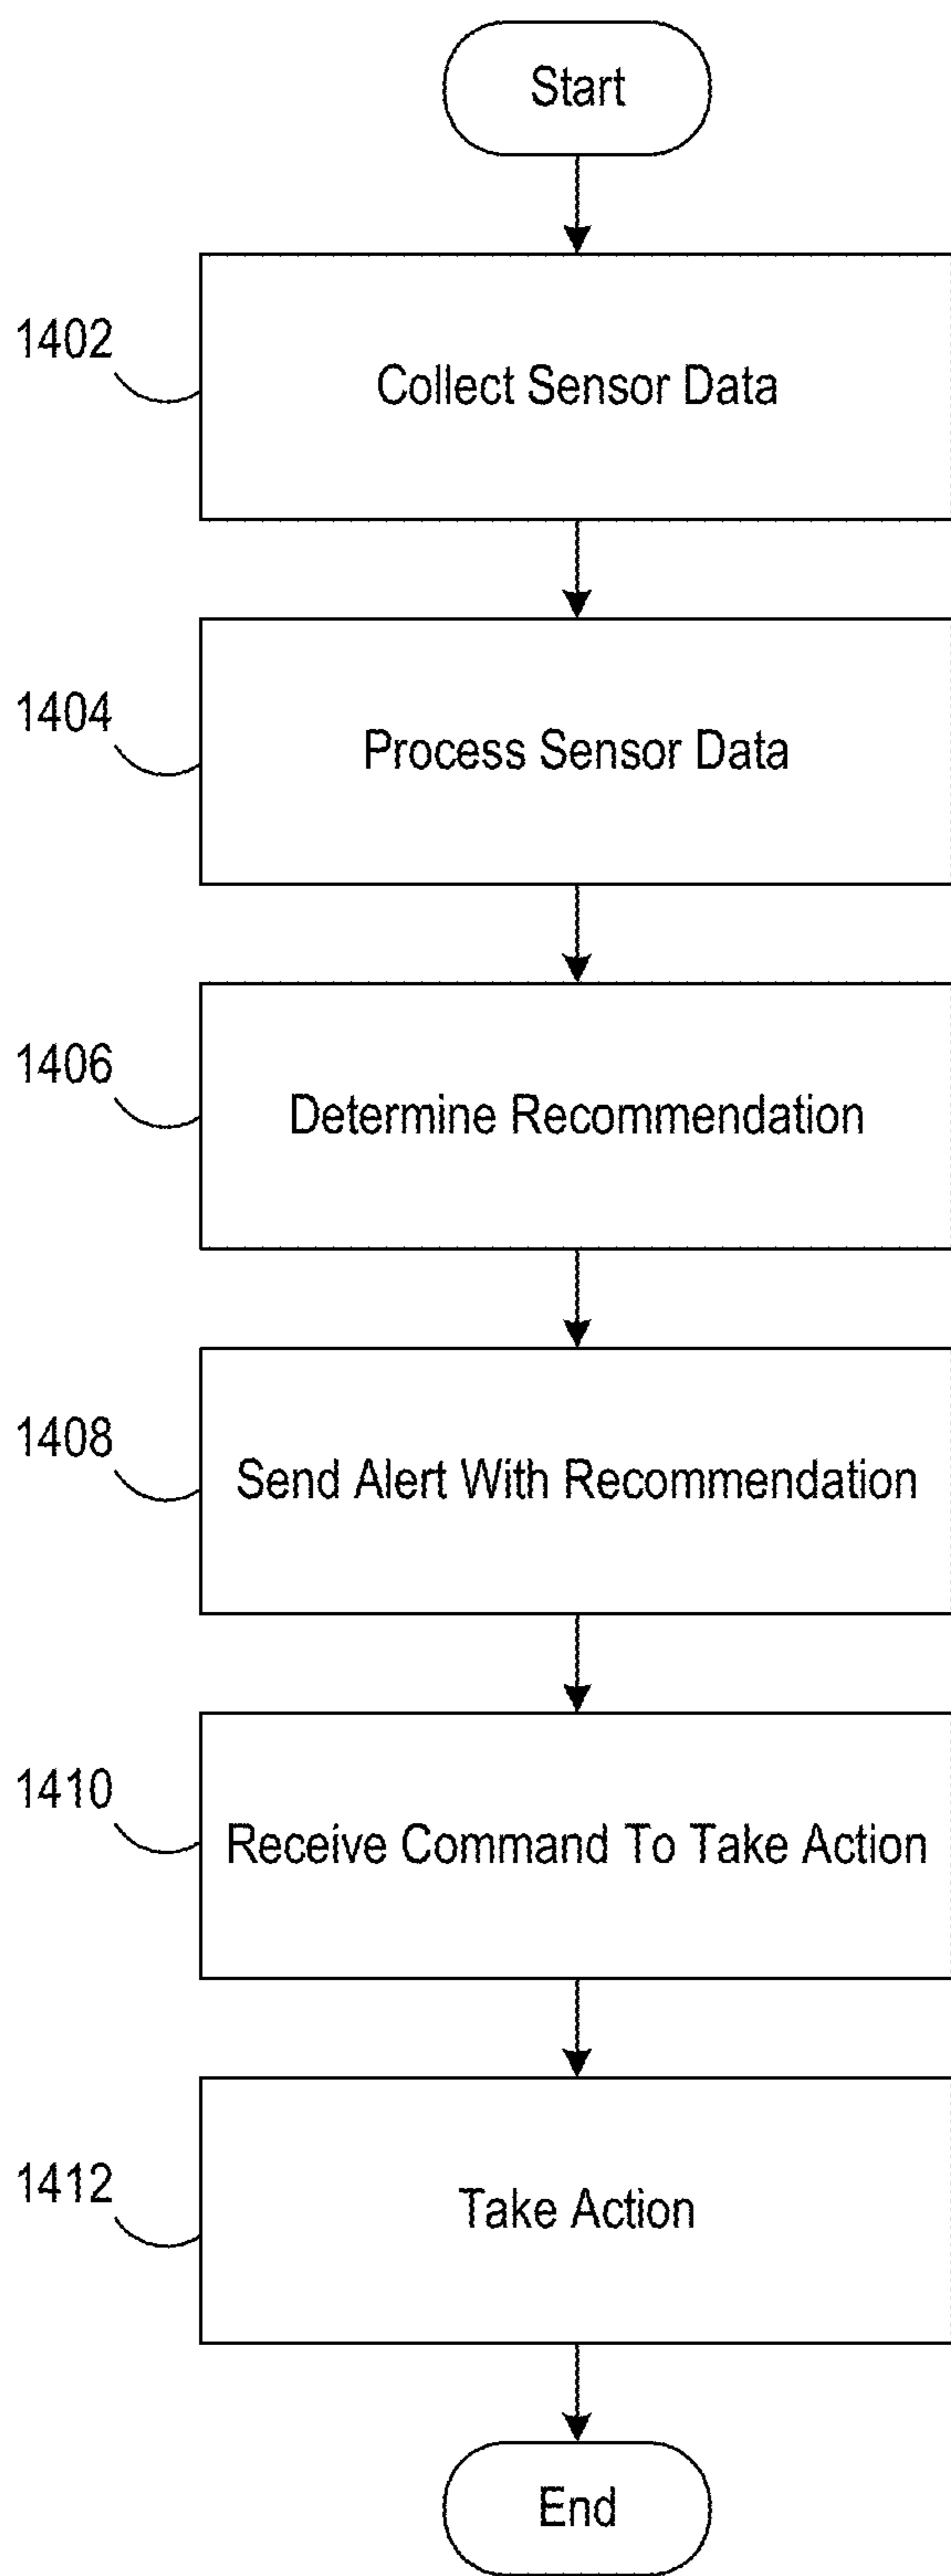 Start
1402
Collect Sensor Data
1404
Process Sensor Data
1406
Determine Recommendation
1408
Send Alert With Recommendation
1410
Receive Command To Take Action
1412
Take Action
End